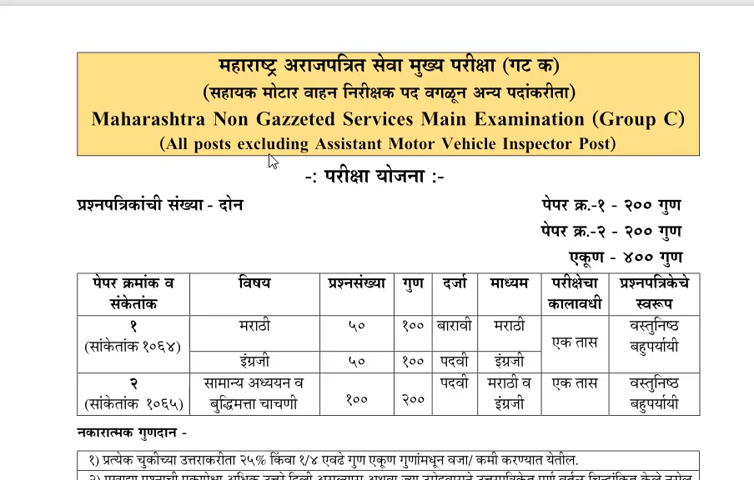 महाराष्ट्र अराजपत्रित सेवा मुख्य परीक्षा (गट क)
(सहायक मोटार वाहन निरीक्षक पद वगळून अन्य पदांकरीता)
Maharashtra Non Gazzeted Services Main Examination (Group C)
(All posts excluding Assistant Motor Vehicle Inspector Post)
-: परीक्षा योजना :-
प्रश्नपत्रिकांची संख्या - दोन पेपर क्र.-१ - २०० गुण
पेपर क्र.-२ - २०० गुण
एकूण - ४०० गुण
पेपर क्रमांक व विषय प्रश्नसंख्या गुण दर्जा माध्यम परीक्षेचा प्रश्नपत्रिकेचे
संकेतांक कालावधी स्वरूप
१ मराठी ५० १०० बारावी मराठी वस्तुनिष्ठ
(सांकेतांक १०६४) एक तास बहुपर्यायी
इंग्रजी ५० १०० पदवी इंग्रजी
२ सामान्य अध्ययन व १०० २०० पदवी मराठी व एक तास वस्तुनिष्ठ
(सांकेतांक १०६५) बुद्धिमत्ता चाचणी इंग्रजी बहुपर्यायी
नकारात्मक गुणदान -
१) प्रत्येक चुकीच्या उत्तराकरीता २५% किंवा १/४ एवढे गुण एकूण गुणांमधून वजा/ कमी करण्यात येतील.